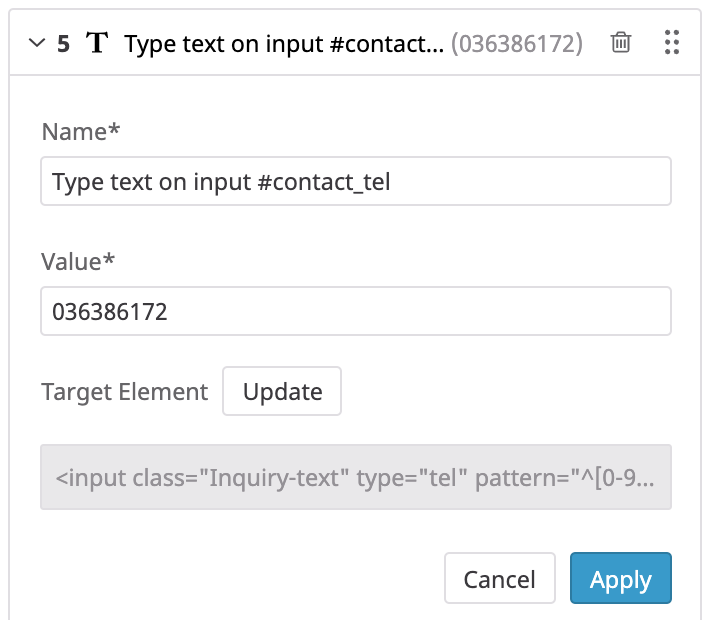 5 T Type text on input #contact... (036386172)
Name*
Type text on input #contact_tel
Value*
036386172
Target Element Update
<input class="Inquiry-text" type="tel" pattern="^[0-9...
Cancel Apply